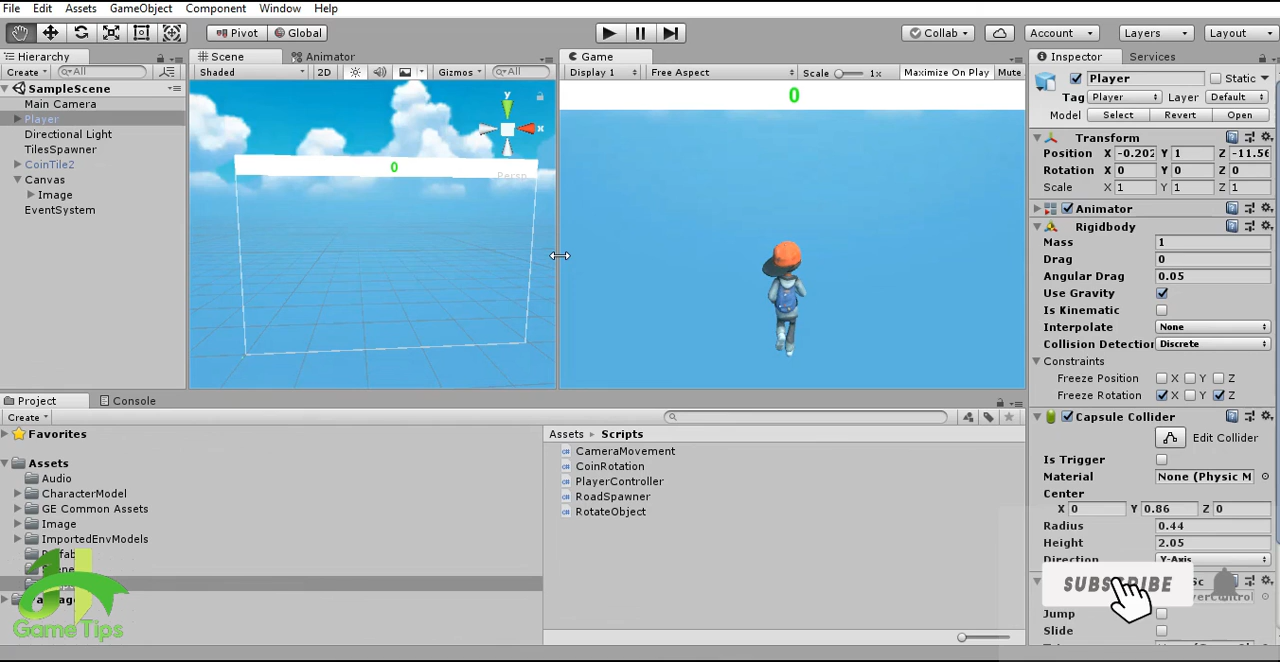 File Edit Assets GameObject Component Window Help
Pivot Global Collab Account Layers Layout
Hierarchy
Create All
SampleScene
Main Camera
Player
Directional Light
TilesSpawner
CoinTile2
Canvas
Image
EventSystem
Scene Animator
Shaded 2D Gizmos All
y
x
Persp
0
Game
Display 1 Free Aspect Scale 1x Maximize On Play Mute
0
Inspector Services
Player Static
Tag Player Layer Default
Model Select Revert Open
Transform
Position X -0.202 Y 1 Z -11.56
Rotation X 0 Y 0 Z 0
Scale X 1 Y 1 Z 1
Animator
Rigidbody
Mass 1
Drag 0
Angular Drag 0.05
Use Gravity
Is Kinematic
Interpolate None
Collision Detection Discrete
Constraints
Freeze Position X Y Z
Freeze Rotation X Y Z
Capsule Collider
Edit Collider
Is Trigger
Material None (Physic M
Center
X 0 Y 0.86 Z 0
Radius 0.44
Height 2.05
Direction Y-Axis
SUBSCRIBE
Jump
Slide
Project Console
Create
Favorites
Assets
Audio
CharacterModel
GE Common Assets
Image
ImportedEnvModels
GameTips
Assets Scripts
CameraMovement
CoinRotation
PlayerController
RoadSpawner
RotateObject